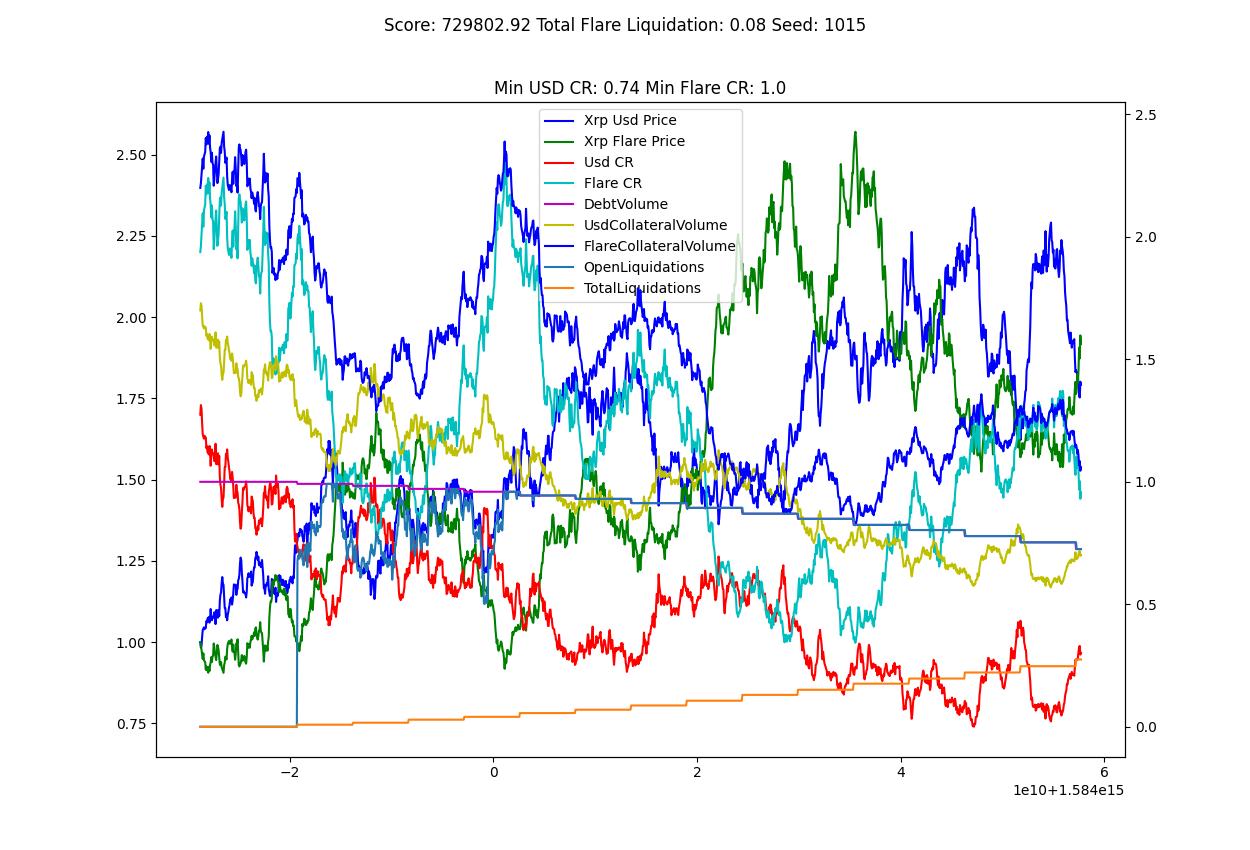 Score: 729802.92 Total Flare Liquidation: 0.08 Seed: 1015
Min USD CR: 0.74 Min Flare CR: 1.0
Xrp Usd Price
Xrp Flare Price
Usd CR
Flare CR
DebtVolume
UsdCollateralVolume
FlareCollateralVolume
OpenLiquidations
TotalLiquidations
2.50
2.25
2.00
1.75
1.50
1.25
1.00
0.75
2.5
2.0
1.5
1.0
0.5
0.0
−2 0 2 4 6
1e10+1.584e15